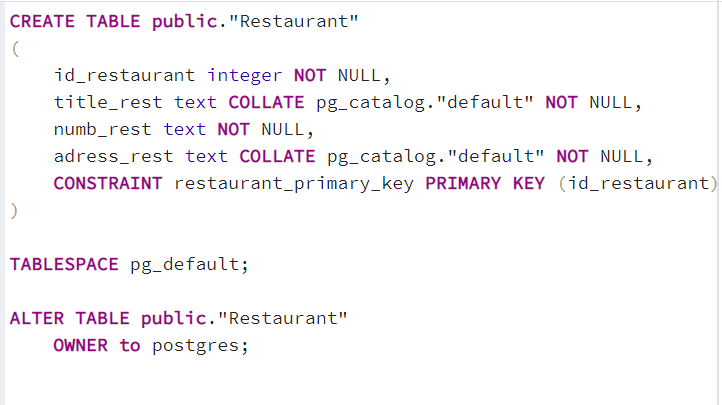 CREATE TABLE public."Restaurant"
(
    id_restaurant integer NOT NULL,
    title_rest text COLLATE pg_catalog."default" NOT NULL,
    numb_rest text NOT NULL,
    adress_rest text COLLATE pg_catalog."default" NOT NULL,
    CONSTRAINT restaurant_primary_key PRIMARY KEY (id_restaurant)
)
TABLESPACE pg_default;
ALTER TABLE public."Restaurant"
    OWNER to postgres;